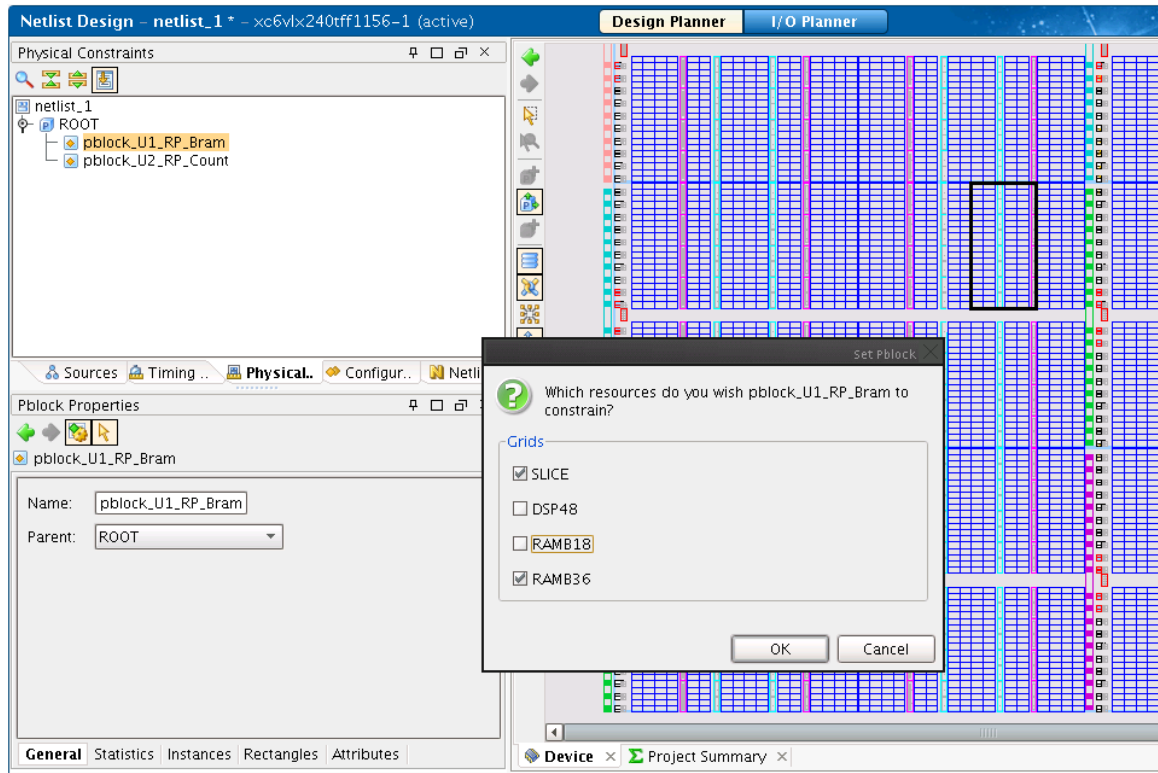 Netlist Design – netlist_1 * – xc6vlx240tff1156-1 (active)
Design Planner
I/O Planner
Physical Constraints
netlist_1
ROOT
pblock_U1_RP_Bram
pblock_U2_RP_Count
Sources
Timing ..
Physical..
Configur..
Netli
Pblock Properties
pblock_U1_RP_Bram
Name: pblock_U1_RP_Bram
Parent: ROOT
General Statistics Instances Rectangles Attributes
Set Pblock
Which resources do you wish pblock_U1_RP_Bram to
constrain?
Grids
SLICE
DSP48
RAMB18
RAMB36
OK
Cancel
Device
Project Summary